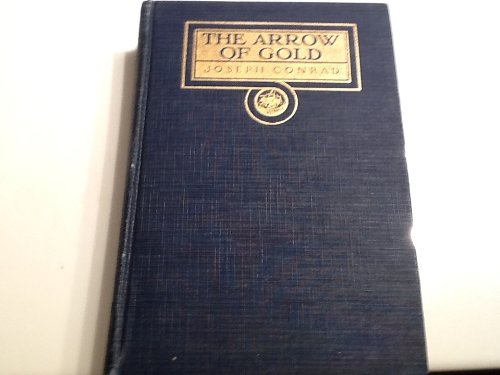 THE ARROW
OF GOLD
JOSEPH CONRAD